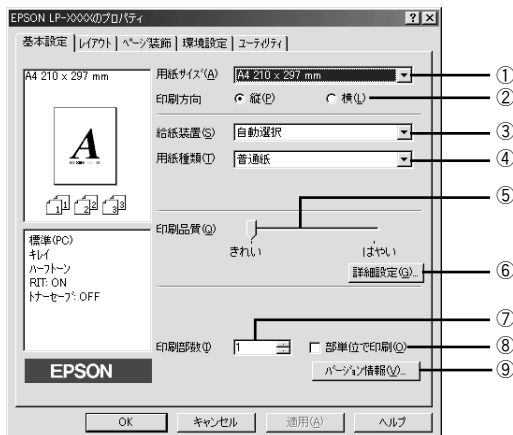 EPSON LP-XXXXのプロパティ
基本設定 レイアウト ページ装飾 環境設定 ユーティリティ
A4 210 x 297 mm
用紙サイズ(A) A4 210 x 297 mm ①
印刷方向 縦(P) 横(L) ②
給紙装置(S) 自動選択 ③
用紙種類(T) 普通紙 ④
A
1 1 2 2 3 3
印刷品質(Q) ⑤
きれい はやい
標準(PC)
キレイ
ハーフトーン
RIT: ON
トナーセーブ: OFF
詳細設定(G)... ⑥
⑦
印刷部数(I) 1 部単位で印刷(O) ⑧
EPSON
バージョン情報(V)... ⑨
OK キャンセル 適用(A) ヘルプ